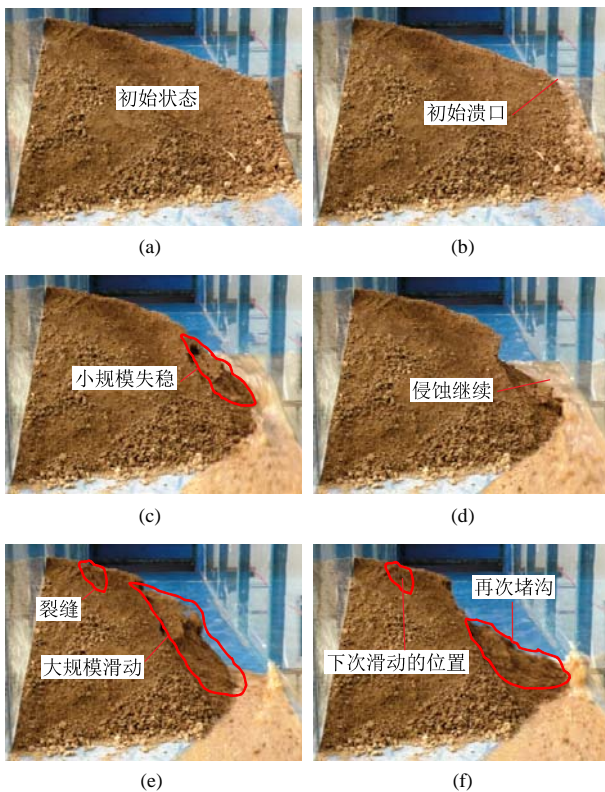 初始状态
初始溃口
(a)
(b)
小规模失稳
侵蚀继续
(c)
(d)
裂缝
大规模滑动
再次堵沟
下次滑动的位置
(e)
(f)